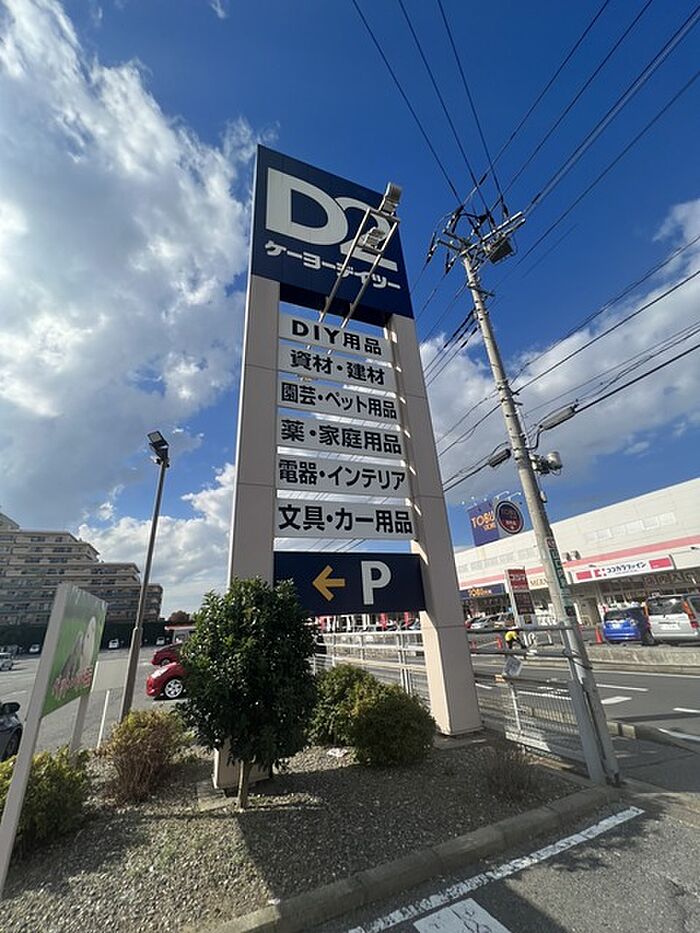 D2
ケーヨーデイツー
DIY用品
資材・建材
園芸・ペット用品
薬・家庭用品
電器・インテリア
文具・カー用品
← P
TOBU
ココカラファイン